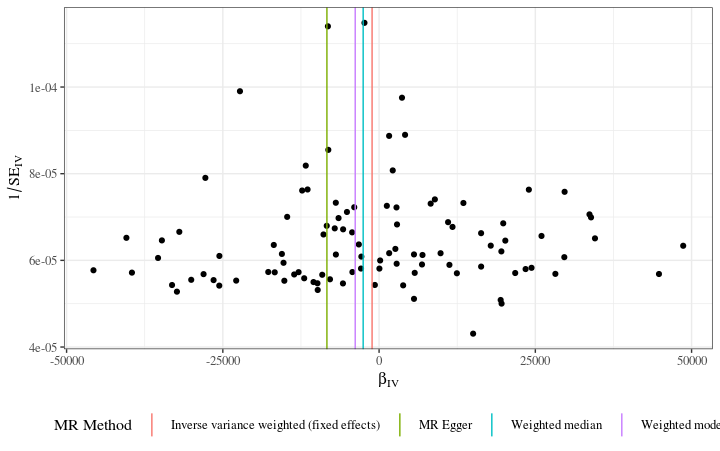 1/SE_IV
1e-04
8e-05
6e-05
4e-05
-50000 -25000 0 25000 50000
β_IV
MR Method Inverse variance weighted (fixed effects) MR Egger Weighted median Weighted mode